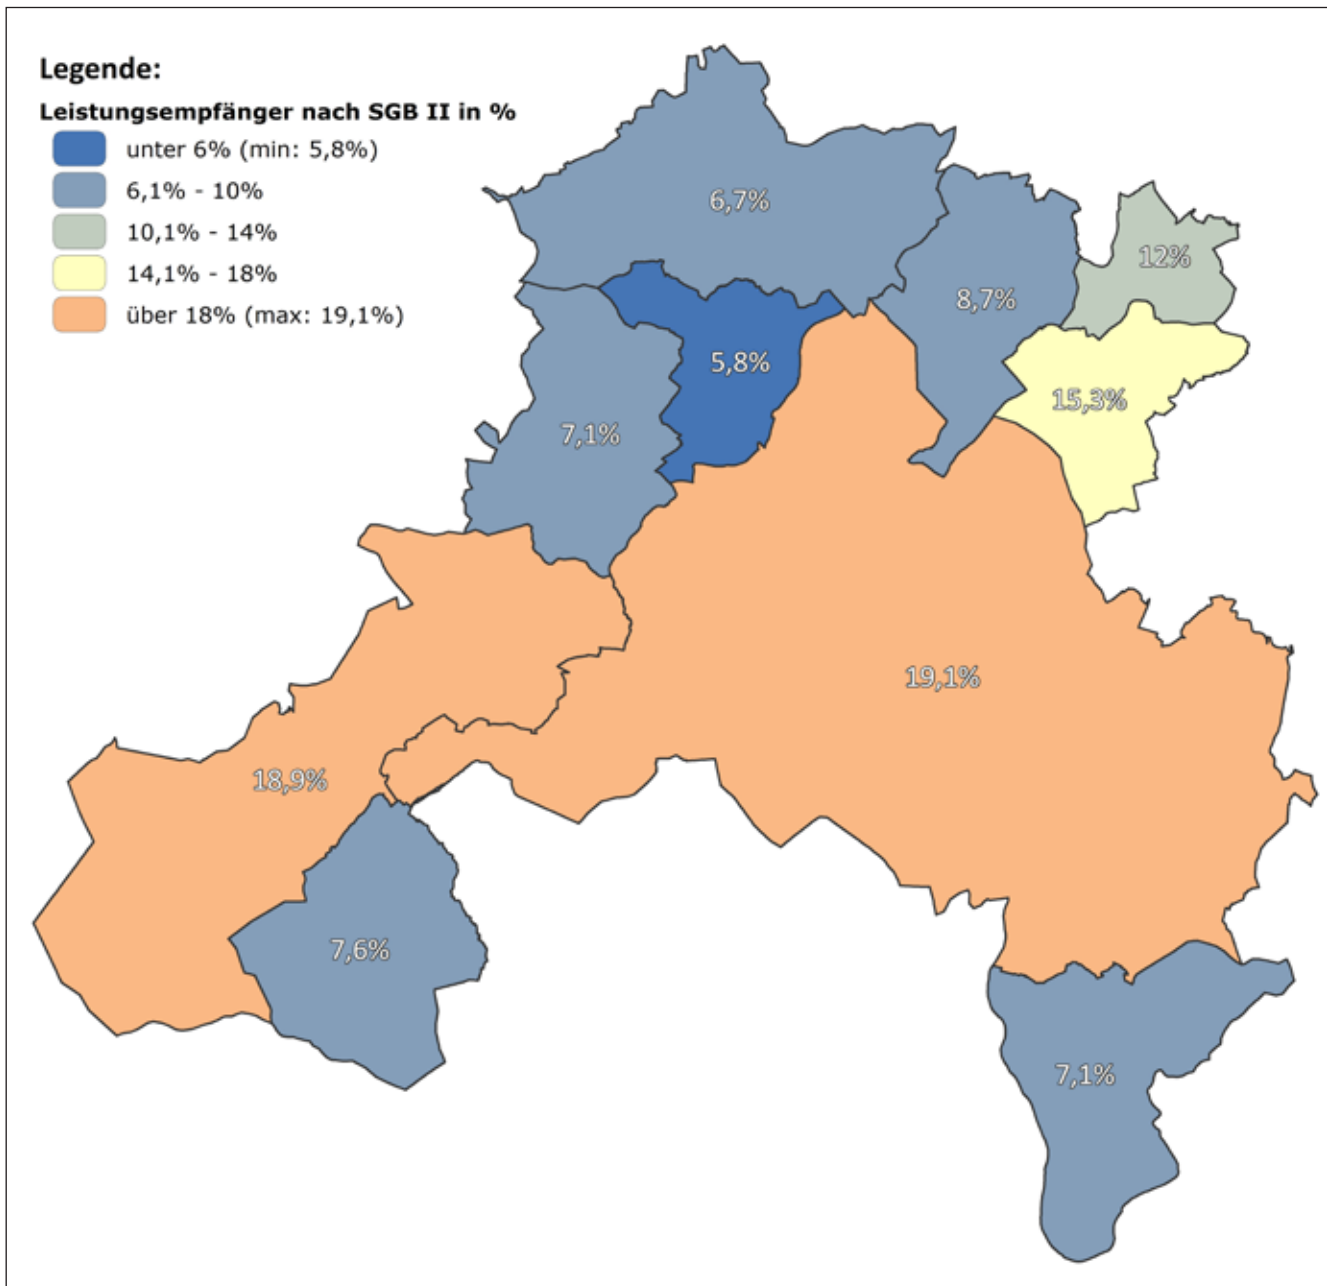 Legende:
Leistungsempfänger nach SGB II in %
unter 6% (min: 5,8%)
6,1% - 10%
10,1% - 14%
14,1% - 18%
über 18% (max: 19,1%)
6,7%
12%
8,7%
5,8%
15,3%
7,1%
19,1%
18,9%
7,6%
7,1%